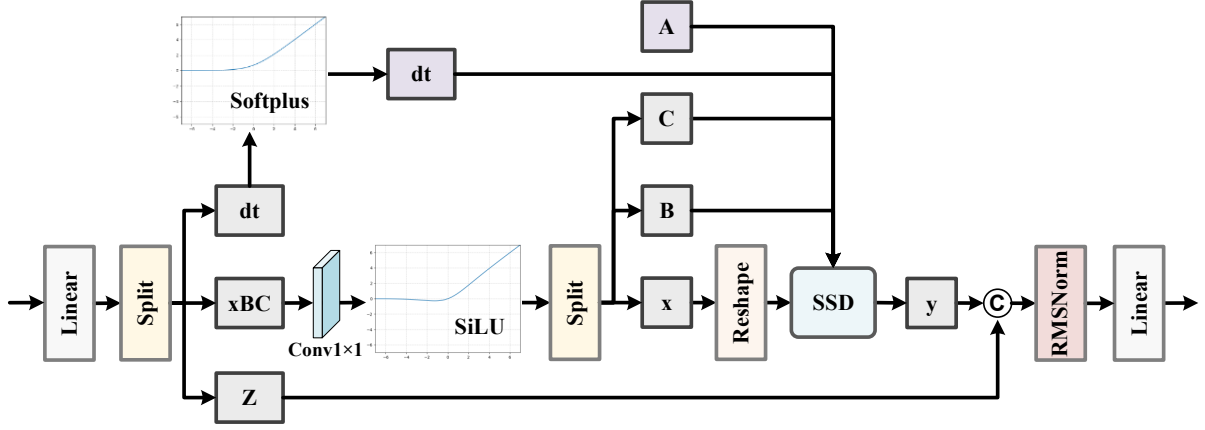 A
dt
Softplus
C
dt
B
Linear
Split
xBC
Conv1×1
SiLU
Split
x
Reshape
SSD
y
C
RMSNorm
Linear
Z